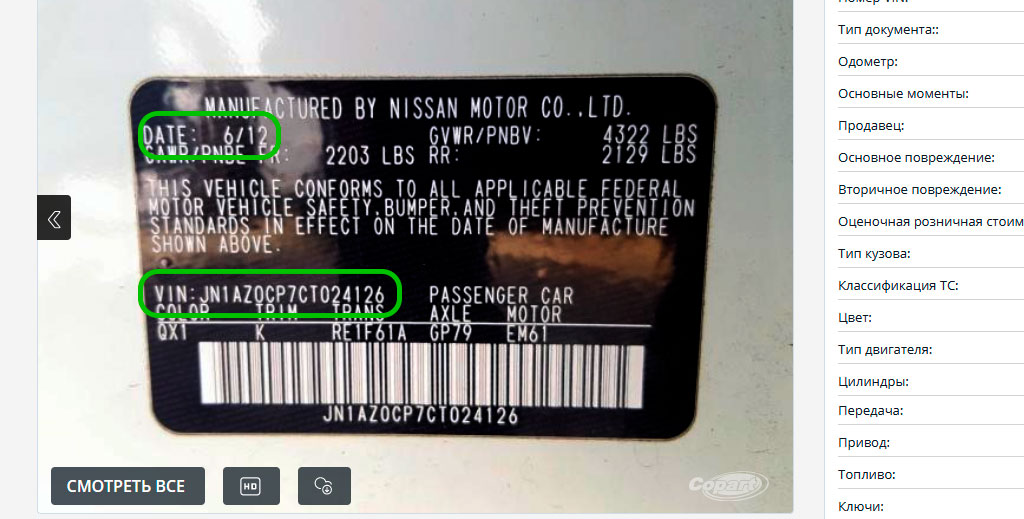 MANUFACTURED BY NISSAN MOTOR CO.,LTD.
DATE: 6/12 GVWR/PNBV: 4322 LBS
GAWR/PNBE FR: 2203 LBS RR: 2129 LBS
THIS VEHICLE CONFORMS TO ALL APPLICABLE FEDERAL
MOTOR VEHICLE SAFETY,BUMPER,AND THEFT PREVENTION
STANDARDS IN EFFECT ON THE DATE OF MANUFACTURE
SHOWN ABOVE.
VIN:JN1AZ0CP7CT024126 PASSENGER CAR
COLOR TRIM TRANS AXLE MOTOR
QX1 K RE1F61A GP79 EM61
JN1AZ0CP7CT024126
СМОТРЕТЬ ВСЕ
HD
Copart
Тип документа::
Одометр:
Основные моменты:
Продавец:
Основное повреждение:
Вторичное повреждение:
Оценочная розничная стоим
Тип кузова:
Классификация ТС:
Цвет:
Тип двигателя:
Цилиндры:
Передача:
Привод:
Топливо:
Ключи: